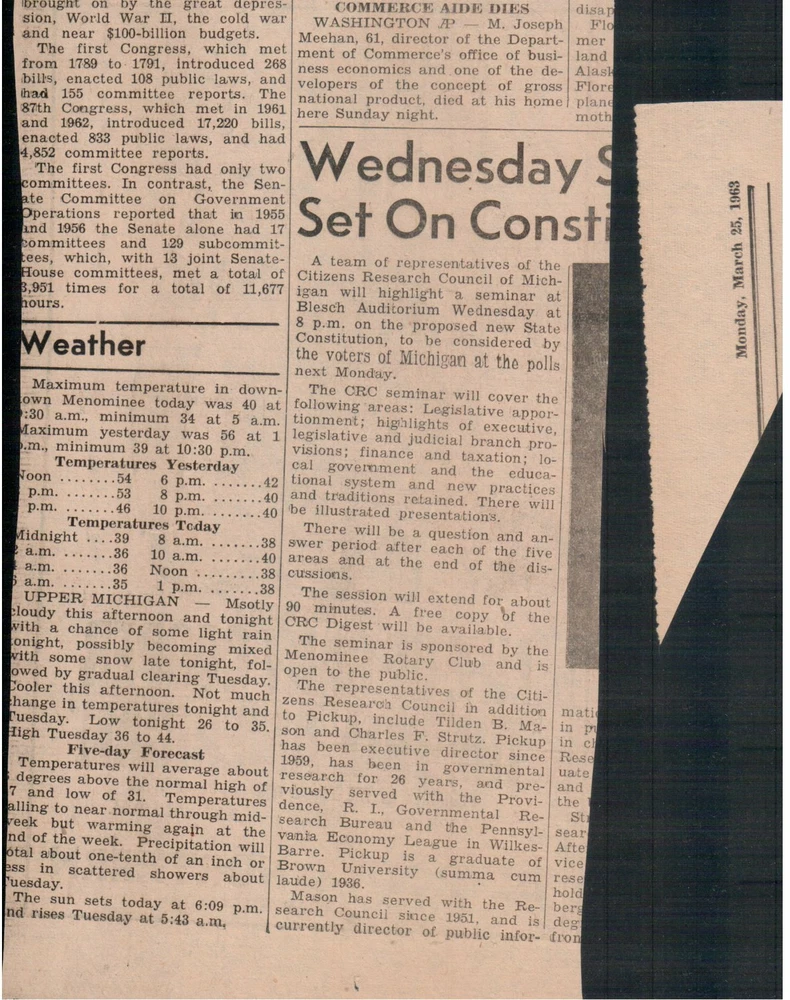 brought on by the great depres-
sion, World War II, the cold war
and near $100-billion budgets.
The first Congress, which met
from 1789 to 1791, introduced 268
bills, enacted 108 public laws, and
had 155 committee reports. The
87th Congress, which met in 1961
and 1962, introduced 17,220 bills,
enacted 833 public laws, and had
4,852 committee reports.
The first Congress had only two
committees. In contrast, the Sen-
ate Committee on Government
Operations reported that in 1955
and 1956 the Senate alone had 17
committees and 129 subcommit-
tees, which, with 13 joint Senate-
House committees, met a total of
3,951 times for a total of 11,677
hours.
Weather
Maximum temperature in down-
town Menominee today was 40 at
:30 a.m., minimum 34 at 5 a.m.
Maximum yesterday was 56 at 1
p.m., minimum 39 at 10:30 p.m.
Temperatures Yesterday
Noon ........54 6 p.m. .......42
p.m. ......53 8 p.m. .......40
p.m. ......46 10 p.m. .......40
Temperatures Today
Midnight ....39 8 a.m. .......38
a.m. .......36 10 a.m. .......40
a.m. .......36 Noon .........38
a.m. .......35 1 p.m. .......38
UPPER MICHIGAN — Msotly
cloudy this afternoon and tonight
with a chance of some light rain
tonight, possibly becoming mixed
with some snow late tonight, fol-
lowed by gradual clearing Tuesday.
Cooler this afternoon. Not much
change in temperatures tonight and
Tuesday. Low tonight 26 to 35.
High Tuesday 36 to 44.
Five-day Forecast
Temperatures will average about
degrees above the normal high of
7 and low of 31. Temperatures
falling to near normal through mid-
week but warming again at the
end of the week. Precipitation will
total about one-tenth of an inch or
less in scattered showers about
Tuesday.
The sun sets today at 6:09 p.m.
and rises Tuesday at 5:43 a.m.
COMMERCE AIDE DIES
WASHINGTON AP — M. Joseph
Meehan, 61, director of the Depart-
ment of Commerce's office of busi-
ness economics and one of the de-
velopers of the concept of gross
national product, died at his home
here Sunday night.
Wednesday S
Set On Consti
A team of representatives of the
Citizens Research Council of Mich-
igan will highlight a seminar at
Blesch Auditorium Wednesday at
8 p.m. on the proposed new State
Constitution, to be considered by
the voters of Michigan at the polls
next Monday.
The CRC seminar will cover the
following areas: Legislative appor-
tionment; highlights of executive,
legislative and judicial branch pro-
visions; finance and taxation; lo-
cal government and the educa-
tional system and new practices
and traditions retained. There will
be illustrated presentations.
There will be a question and an-
swer period after each of the five
areas and at the end of the dis-
cussions.
The session will extend for about
90 minutes. A free copy of the
CRC Digest will be available.
The seminar is sponsored by the
Menominee Rotary Club and is
open to the public.
The representatives of the Citi-
zens Research Council in addition
to Pickup, include Tilden B. Ma-
son and Charles F. Strutz. Pickup
has been executive director since
1959, has been in governmental
research for 26 years, and pre-
viously served with the Provi-
dence, R. I., Governmental Re-
search Bureau and the Pennsyl-
vania Economy League in Wilkes-
Barre. Pickup is a graduate of
Brown University (summa cum
laude) 1936.
Mason has served with the Re-
search Council since 1951, and is
currently director of public infor-
disap
Flo
mer
land
Alask
Flore
plane
moth
matio
in pu
in ch
Rese
uate
and
the
St
sear
Afte
vice
rese
hold
berg
deg
from
Monday, March 25, 1963